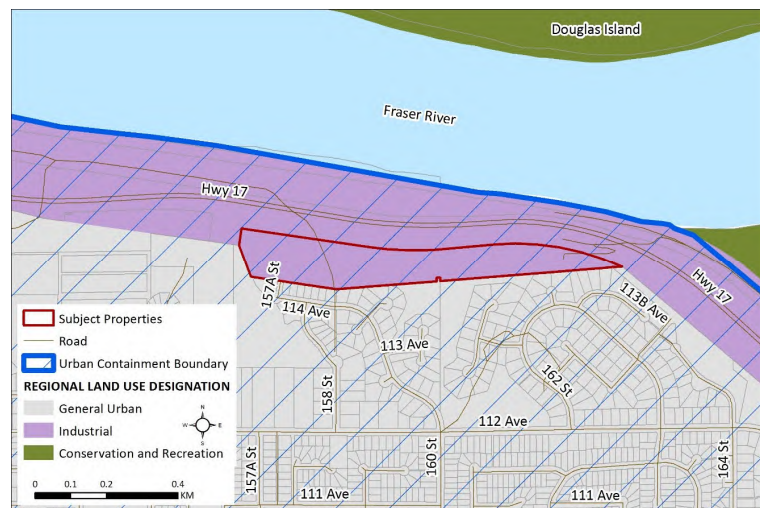 Douglas Island
Fraser River
Hwy 17
Hwy 17
157A St
114 Ave
113B Ave
113 Ave
162 St
158 St
112 Ave
160 St
164 St
157A St
111 Ave
111 Ave
Subject Properties
Road
Urban Containment Boundary
REGIONAL LAND USE DESIGNATION
General Urban
Industrial
Conservation and Recreation
N
W E
S
0 0.1 0.2 0.4
KM